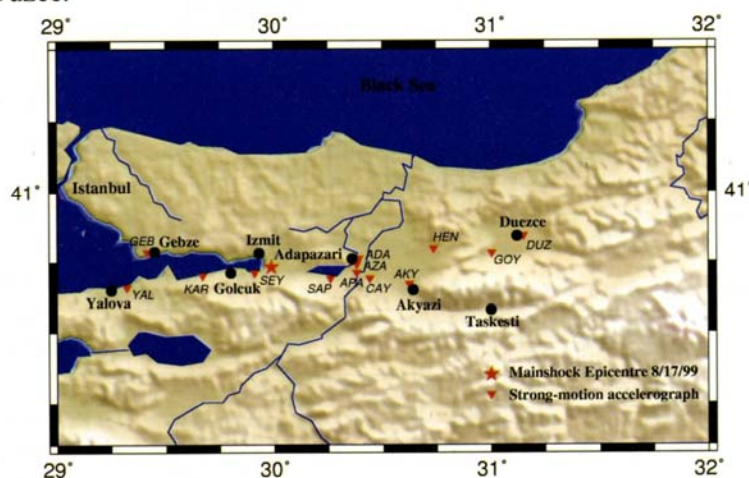 29° 30° 31° 32°
Black Sea
41° 41°
Istanbul
Duezce
GEB Gebze Izmit Adapazari ADA HEN DUZ
AZA GOY
Yalova YAL KAR Golcuk SEY SAP APA CAY AKY
Akyazi
Taskesti
Mainshock Epicentre 8/17/99
Strong-motion accelerograph
29° 30° 31° 32°